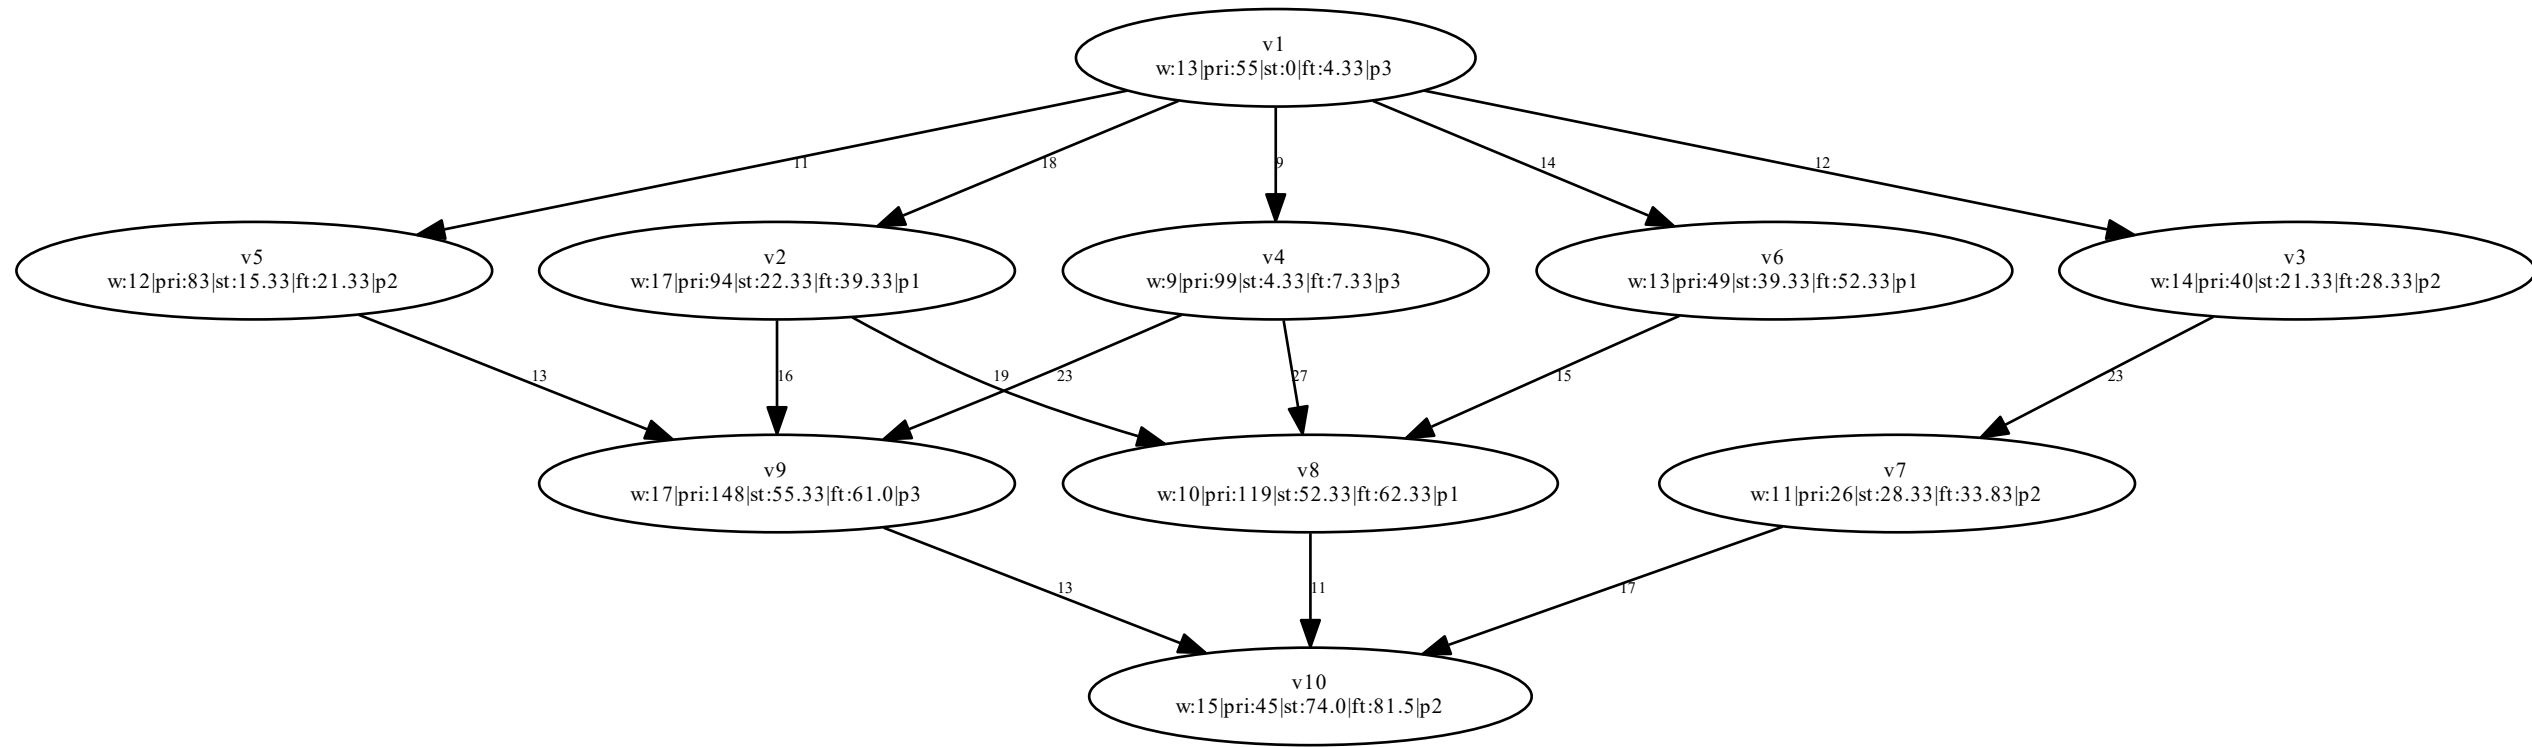 v1
w:13|pri:55|st:0|ft:4.33|p3
11
18
9
14
12
v5
w:12|pri:83|st:15.33|ft:21.33|p2
v2
w:17|pri:94|st:22.33|ft:39.33|p1
v4
w:9|pri:99|st:4.33|ft:7.33|p3
v6
w:13|pri:49|st:39.33|ft:52.33|p1
v3
w:14|pri:40|st:21.33|ft:28.33|p2
13
16
19
23
27
15
23
v9
w:17|pri:148|st:55.33|ft:61.0|p3
v8
w:10|pri:119|st:52.33|ft:62.33|p1
v7
w:11|pri:26|st:28.33|ft:33.83|p2
13
11
17
v10
w:15|pri:45|st:74.0|ft:81.5|p2